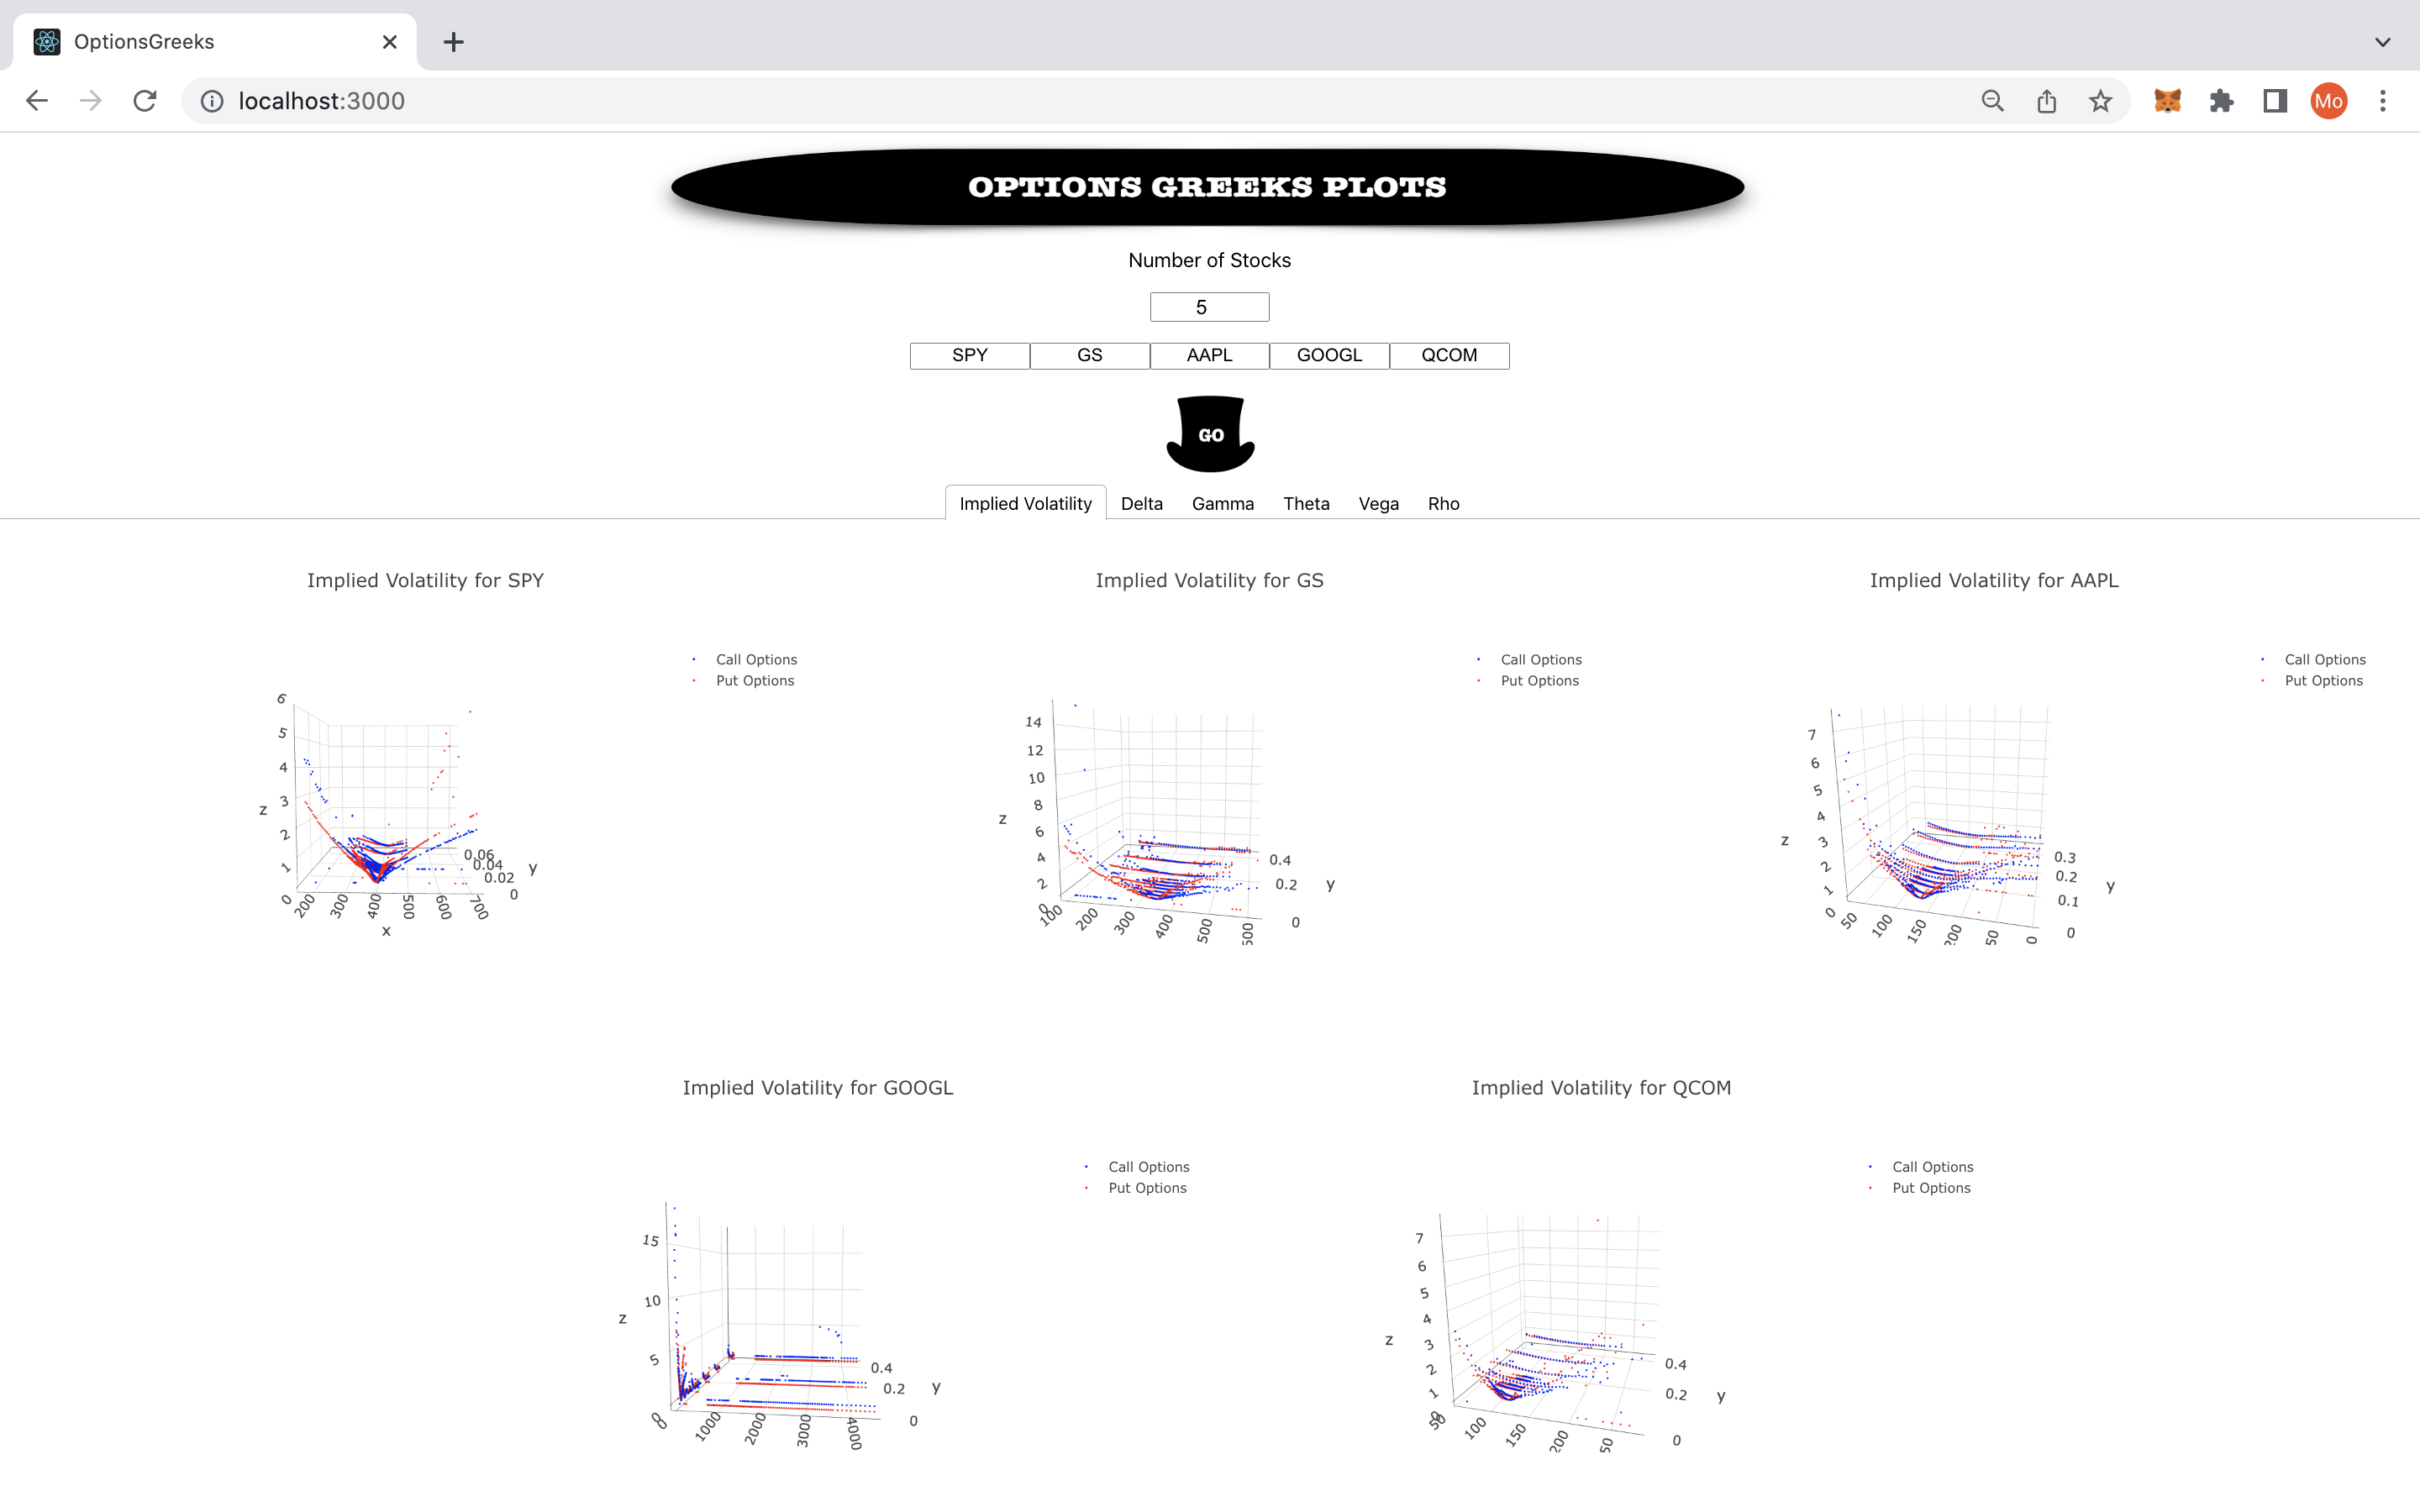 OptionsGreeks
localhost:3000
Mo
OPTIONS GREEKS PLOTS
Number of Stocks
5
SPY GS AAPL GOOGL QCOM
GO
Implied Volatility Delta Gamma Theta Vega Rho
Implied Volatility for SPY
Call Options
Put Options
6
5
4
3
2
1
0
z
200 300 400 500 600 700
x
0.06
0.04
0.02
0
y
Implied Volatility for GS
Call Options
Put Options
14
12
10
8
6
4
2
0
z
100 200 300 400 500 600
0.4
0.2
0
y
Implied Volatility for AAPL
Call Options
Put Options
7
6
5
4
3
2
1
0
z
50 100 150 200 50 0
0.3
0.2
0.1
0
y
Implied Volatility for GOOGL
Call Options
Put Options
15
10
5
0
z
0 1000 2000 3000 4000
0.4
0.2
0
y
Implied Volatility for QCOM
Call Options
Put Options
7
6
5
4
3
2
1
0
z
50 100 150 200 50
0.4
0.2
0
y